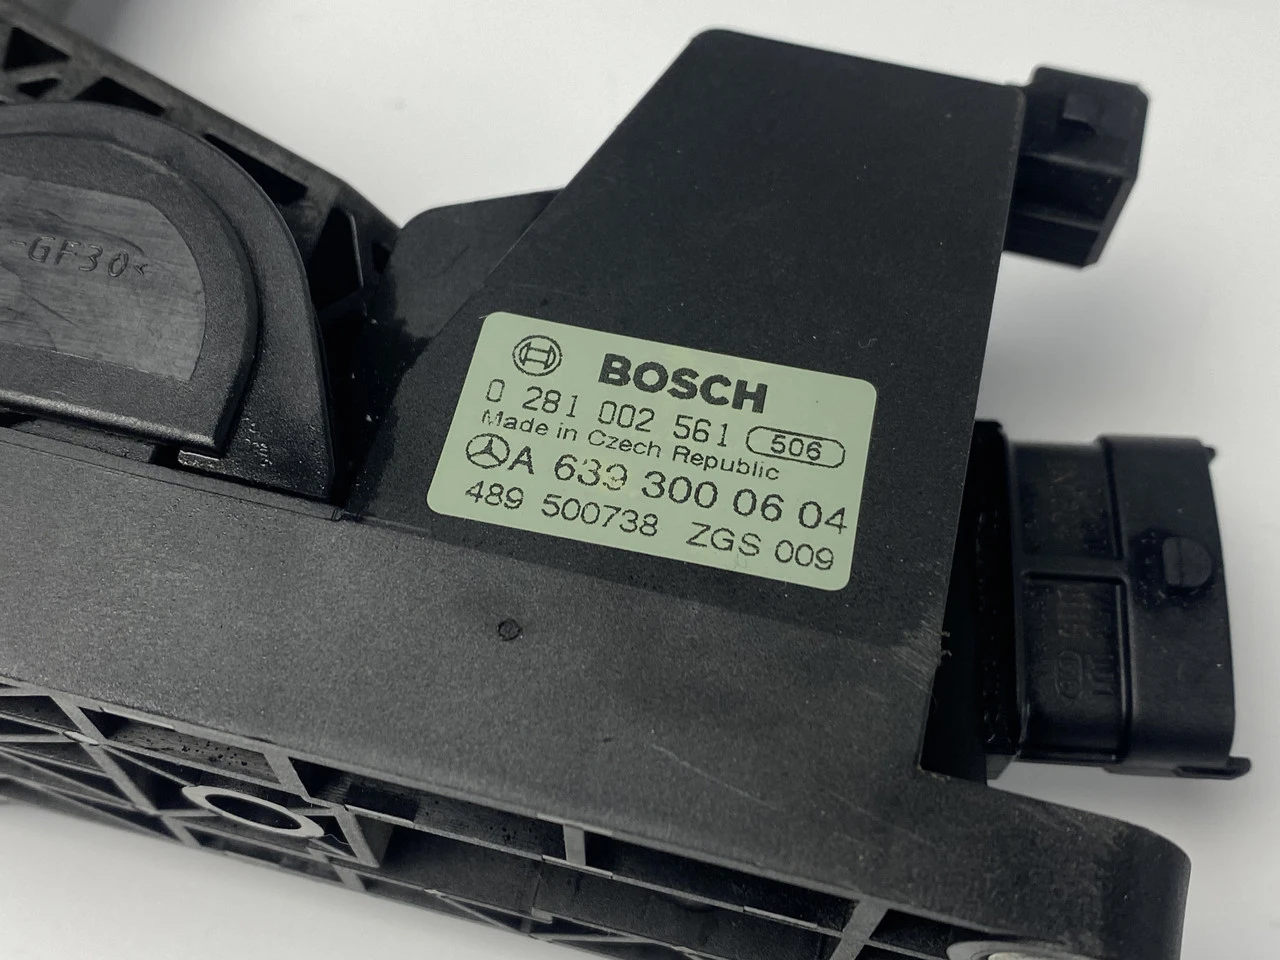 -GF30<
BOSCH
0 281 002 561 506
Made in Czech Republic
A 639 300 06 04
489 500738 ZGS 009